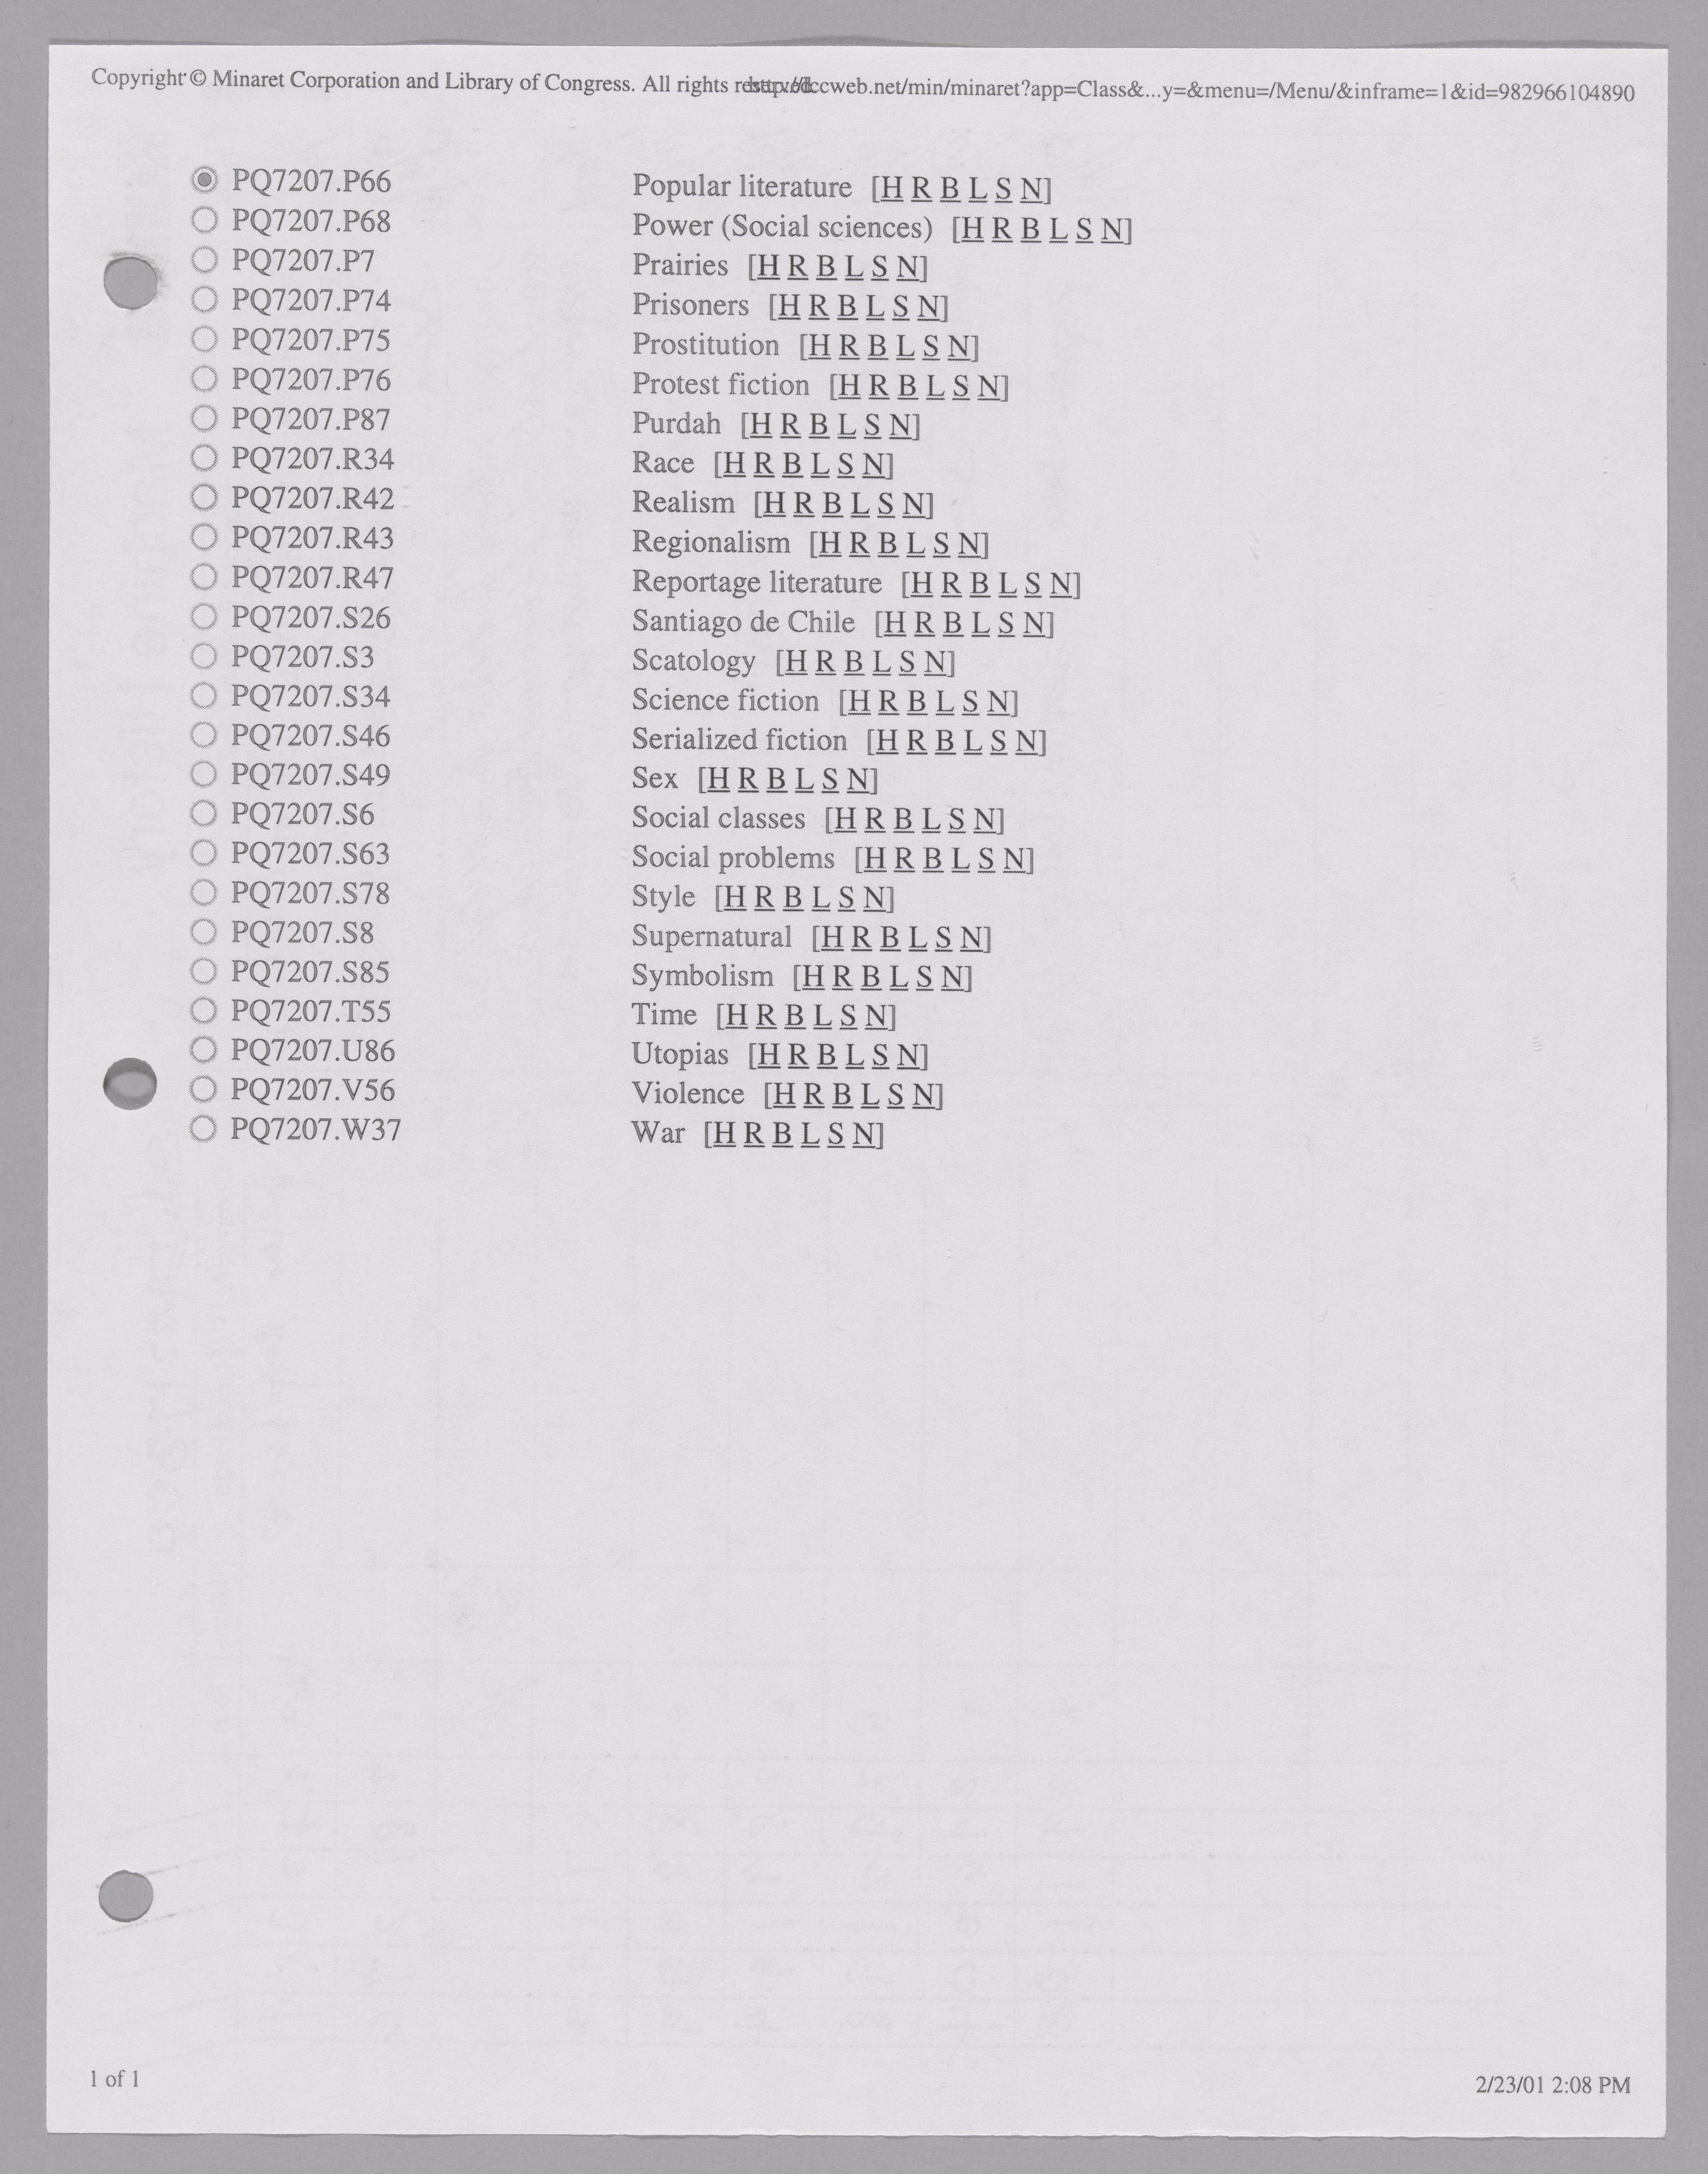 Copyright © Minaret Corporation and Library of Congress. All rights reserved. http://lccweb.net/min/minaret?app=Class&...y=&menu=/Menu/&inframe=1&id=982966104890
PQ7207.P66 Popular literature [H R B L S N]
PQ7207.P68 Power (Social sciences) [H R B L S N]
PQ7207.P7 Prairies [H R B L S N]
PQ7207.P74 Prisoners [H R B L S N]
PQ7207.P75 Prostitution [H R B L S N]
PQ7207.P76 Protest fiction [H R B L S N]
PQ7207.P87 Purdah [H R B L S N]
PQ7207.R34 Race [H R B L S N]
PQ7207.R42 Realism [H R B L S N]
PQ7207.R43 Regionalism [H R B L S N]
PQ7207.R47 Reportage literature [H R B L S N]
PQ7207.S26 Santiago de Chile [H R B L S N]
PQ7207.S3 Scatology [H R B L S N]
PQ7207.S34 Science fiction [H R B L S N]
PQ7207.S46 Serialized fiction [H R B L S N]
PQ7207.S49 Sex [H R B L S N]
PQ7207.S6 Social classes [H R B L S N]
PQ7207.S63 Social problems [H R B L S N]
PQ7207.S78 Style [H R B L S N]
PQ7207.S8 Supernatural [H R B L S N]
PQ7207.S85 Symbolism [H R B L S N]
PQ7207.T55 Time [H R B L S N]
PQ7207.U86 Utopias [H R B L S N]
PQ7207.V56 Violence [H R B L S N]
PQ7207.W37 War [H R B L S N]
1 of 1
2/23/01 2:08 PM